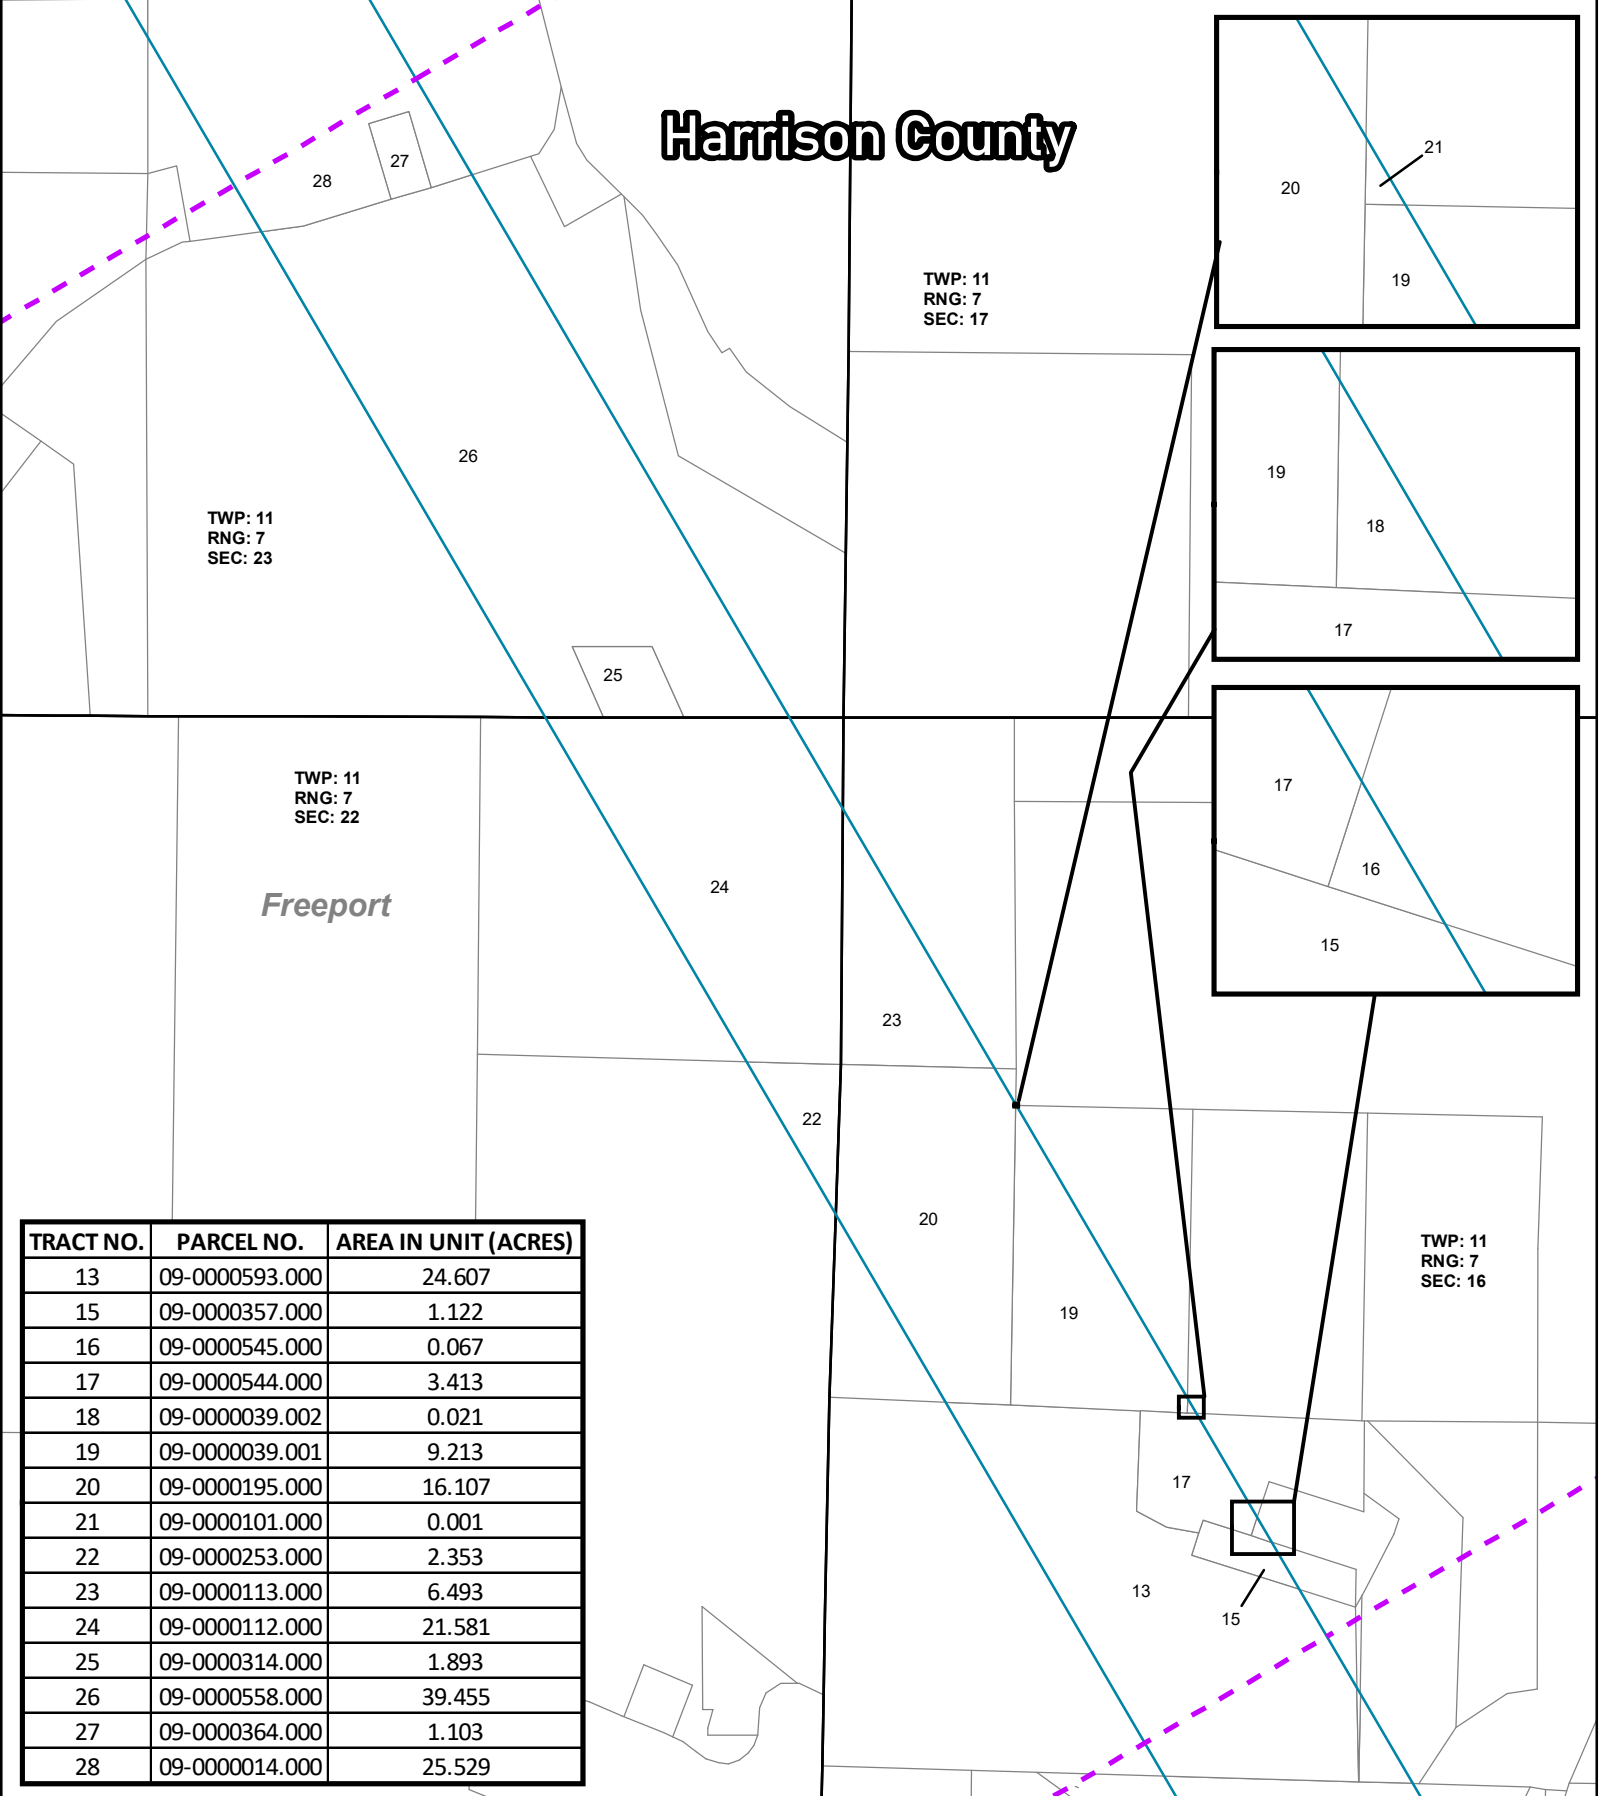 Harrison County
27
28
21
20
19
TWP: 11
RNG: 7
SEC: 17
26
19
18
17
TWP: 11
RNG: 7
SEC: 23
25
TWP: 11
RNG: 7
SEC: 22
17
16
15
24
Freeport
23
22
20
19
TWP: 11
RNG: 7
SEC: 16
17
13
15
TRACT NO. PARCEL NO. AREA IN UNIT (ACRES)
13 09-0000593.000 24.607
15 09-0000357.000 1.122
16 09-0000545.000 0.067
17 09-0000544.000 3.413
18 09-0000039.002 0.021
19 09-0000039.001 9.213
20 09-0000195.000 16.107
21 09-0000101.000 0.001
22 09-0000253.000 2.353
23 09-0000113.000 6.493
24 09-0000112.000 21.581
25 09-0000314.000 1.893
26 09-0000558.000 39.455
27 09-0000364.000 1.103
28 09-0000014.000 25.529